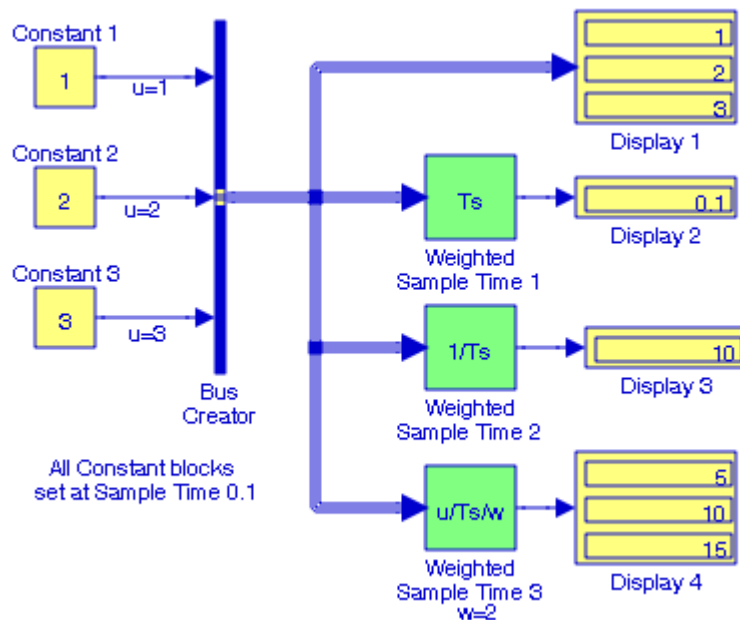 Constant 1
1
u=1
Constant 2
2
u=2
Constant 3
3
u=3
Bus
Creator
All Constant blocks
set at Sample Time 0.1
1
2
3
Display 1
Ts
Weighted
Sample Time 1
0.1
Display 2
1/Ts
Weighted
Sample Time 2
10
Display 3
u/Ts/w
Weighted
Sample Time 3
w=2
5
10
15
Display 4